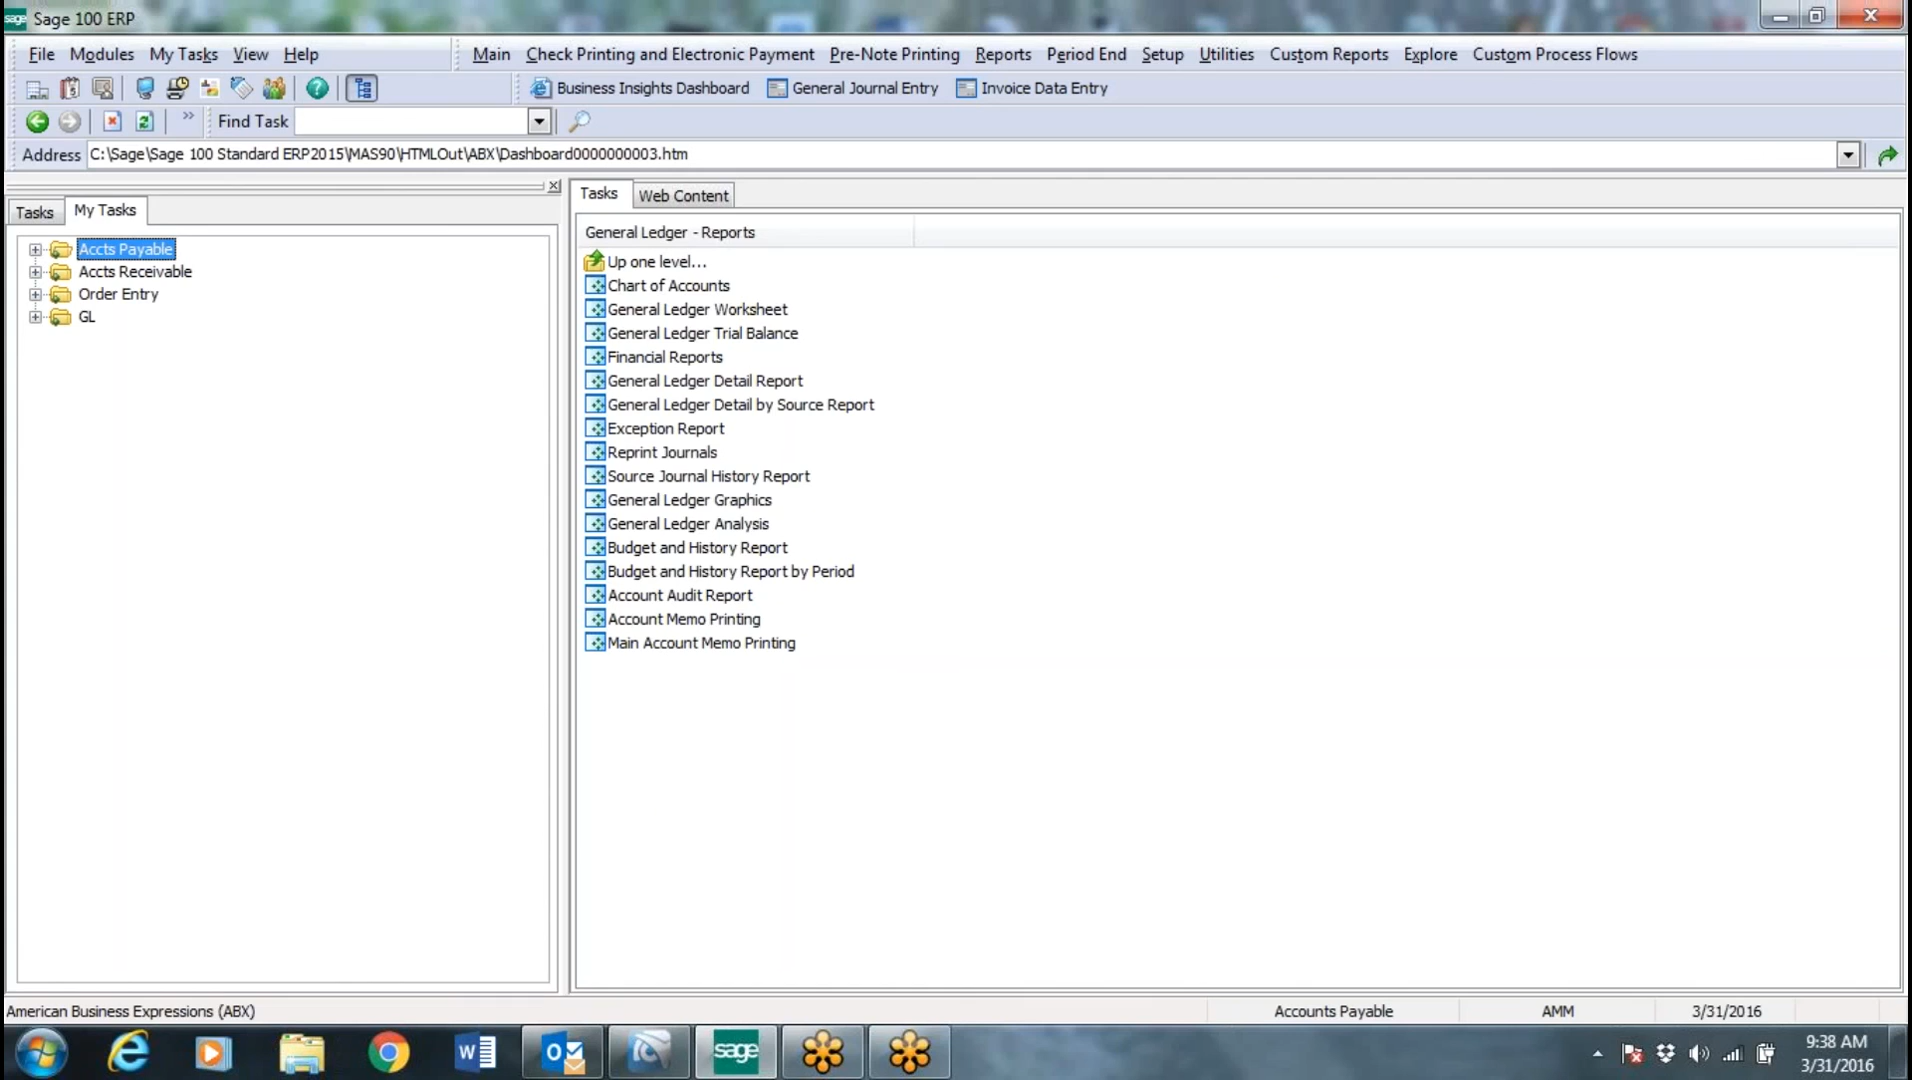 sage Sage 100 ERP
File Modules My Tasks View Help Main Check Printing and Electronic Payment Pre-Note Printing Reports Period End Setup Utilities Custom Reports Explore Custom Process Flows
Business Insights Dashboard General Journal Entry Invoice Data Entry
» Find Task
Address C:\Sage\Sage 100 Standard ERP2015\MAS90\HTMLOut\ABX\Dashboard0000000003.htm
Tasks My Tasks
Accts Payable
Accts Receivable
Order Entry
GL
Tasks Web Content
General Ledger - Reports
Up one level...
Chart of Accounts
General Ledger Worksheet
General Ledger Trial Balance
Financial Reports
General Ledger Detail Report
General Ledger Detail by Source Report
Exception Report
Reprint Journals
Source Journal History Report
General Ledger Graphics
General Ledger Analysis
Budget and History Report
Budget and History Report by Period
Account Audit Report
Account Memo Printing
Main Account Memo Printing
American Business Expressions (ABX) Accounts Payable AMM 3/31/2016
sage
9:38 AM
3/31/2016